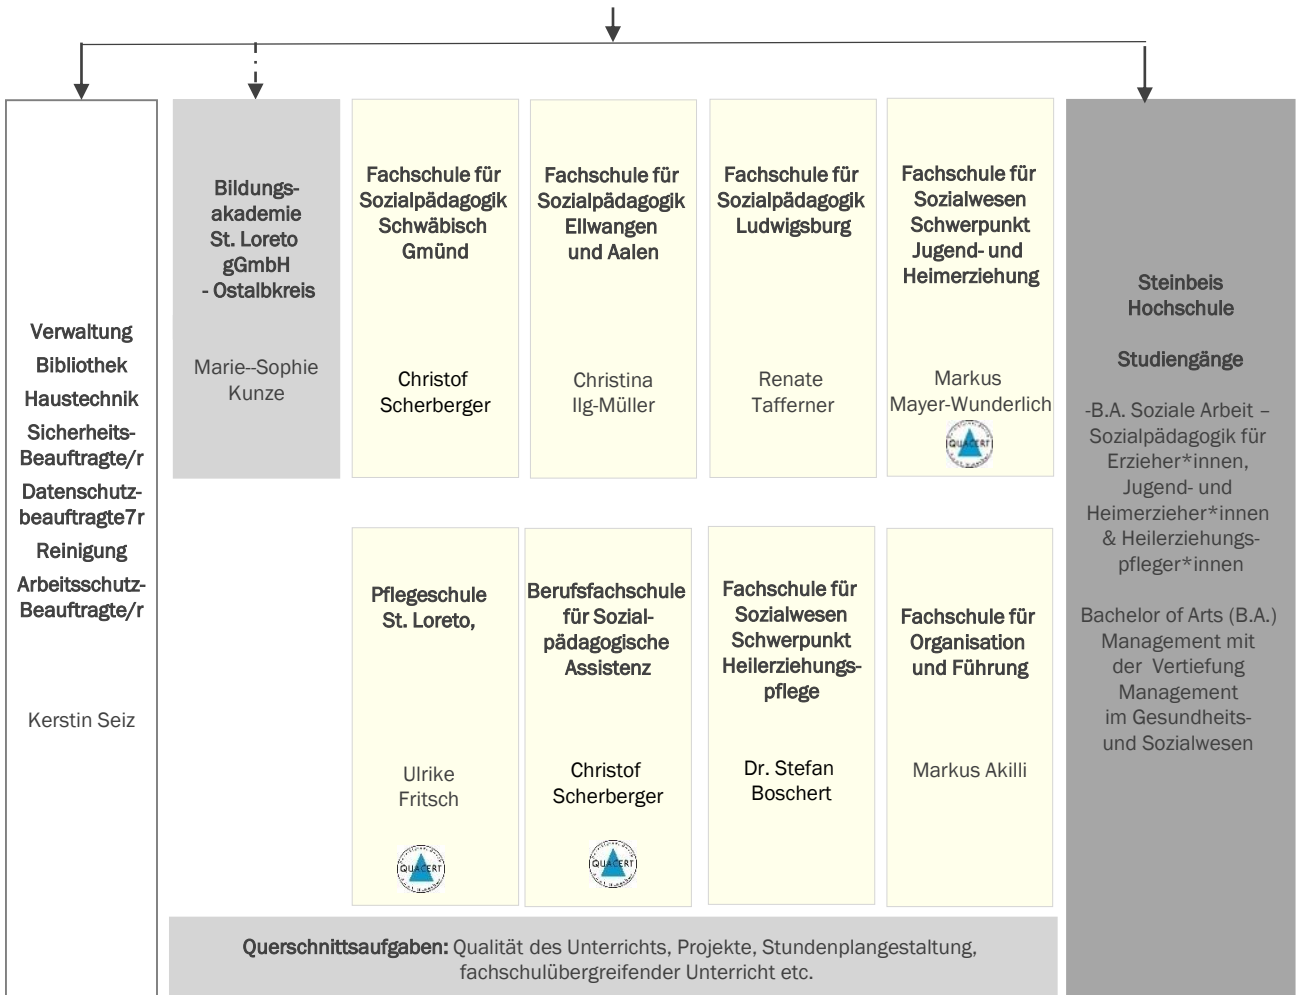 Verwaltung
Bibliothek
Haustechnik
Sicherheits-
Beauftragte/r
Datenschutz-
beauftragte7r
Reinigung
Arbeitsschutz-
Beauftragte/r
Kerstin Seiz
Bildungs-
akademie
St. Loreto
gGmbH
- Ostalbkreis
Marie--Sophie
Kunze
Fachschule für
Sozialpädagogik
Schwäbisch
Gmünd
Christof
Scherberger
Fachschule für
Sozialpädagogik
Ellwangen
und Aalen
Christina
Ilg-Müller
Fachschule für
Sozialpädagogik
Ludwigsburg
Renate
Tafferner
Fachschule für
Sozialwesen
Schwerpunkt
Jugend- und
Heimerziehung
Markus
Mayer-Wunderlich
QUACERT
Pflegeschule
St. Loreto,
Ulrike
Fritsch
QUACERT
Berufsfachschule
für Sozial-
pädagogische
Assistenz
Christof
Scherberger
QUACERT
Fachschule für
Sozialwesen
Schwerpunkt
Heilerziehungs-
pflege
Dr. Stefan
Boschert
Fachschule für
Organisation
und Führung
Markus Akilli
Steinbeis
Hochschule
Studiengänge
-B.A. Soziale Arbeit –
Sozialpädagogik für
Erzieher*innen,
Jugend- und
Heimerzieher*innen
& Heilerziehungs-
pfleger*innen
Bachelor of Arts (B.A.)
Management mit
der Vertiefung
Management
im Gesundheits-
und Sozialwesen
Querschnittsaufgaben: Qualität des Unterrichts, Projekte, Stundenplangestaltung,
fachschulübergreifender Unterricht etc.